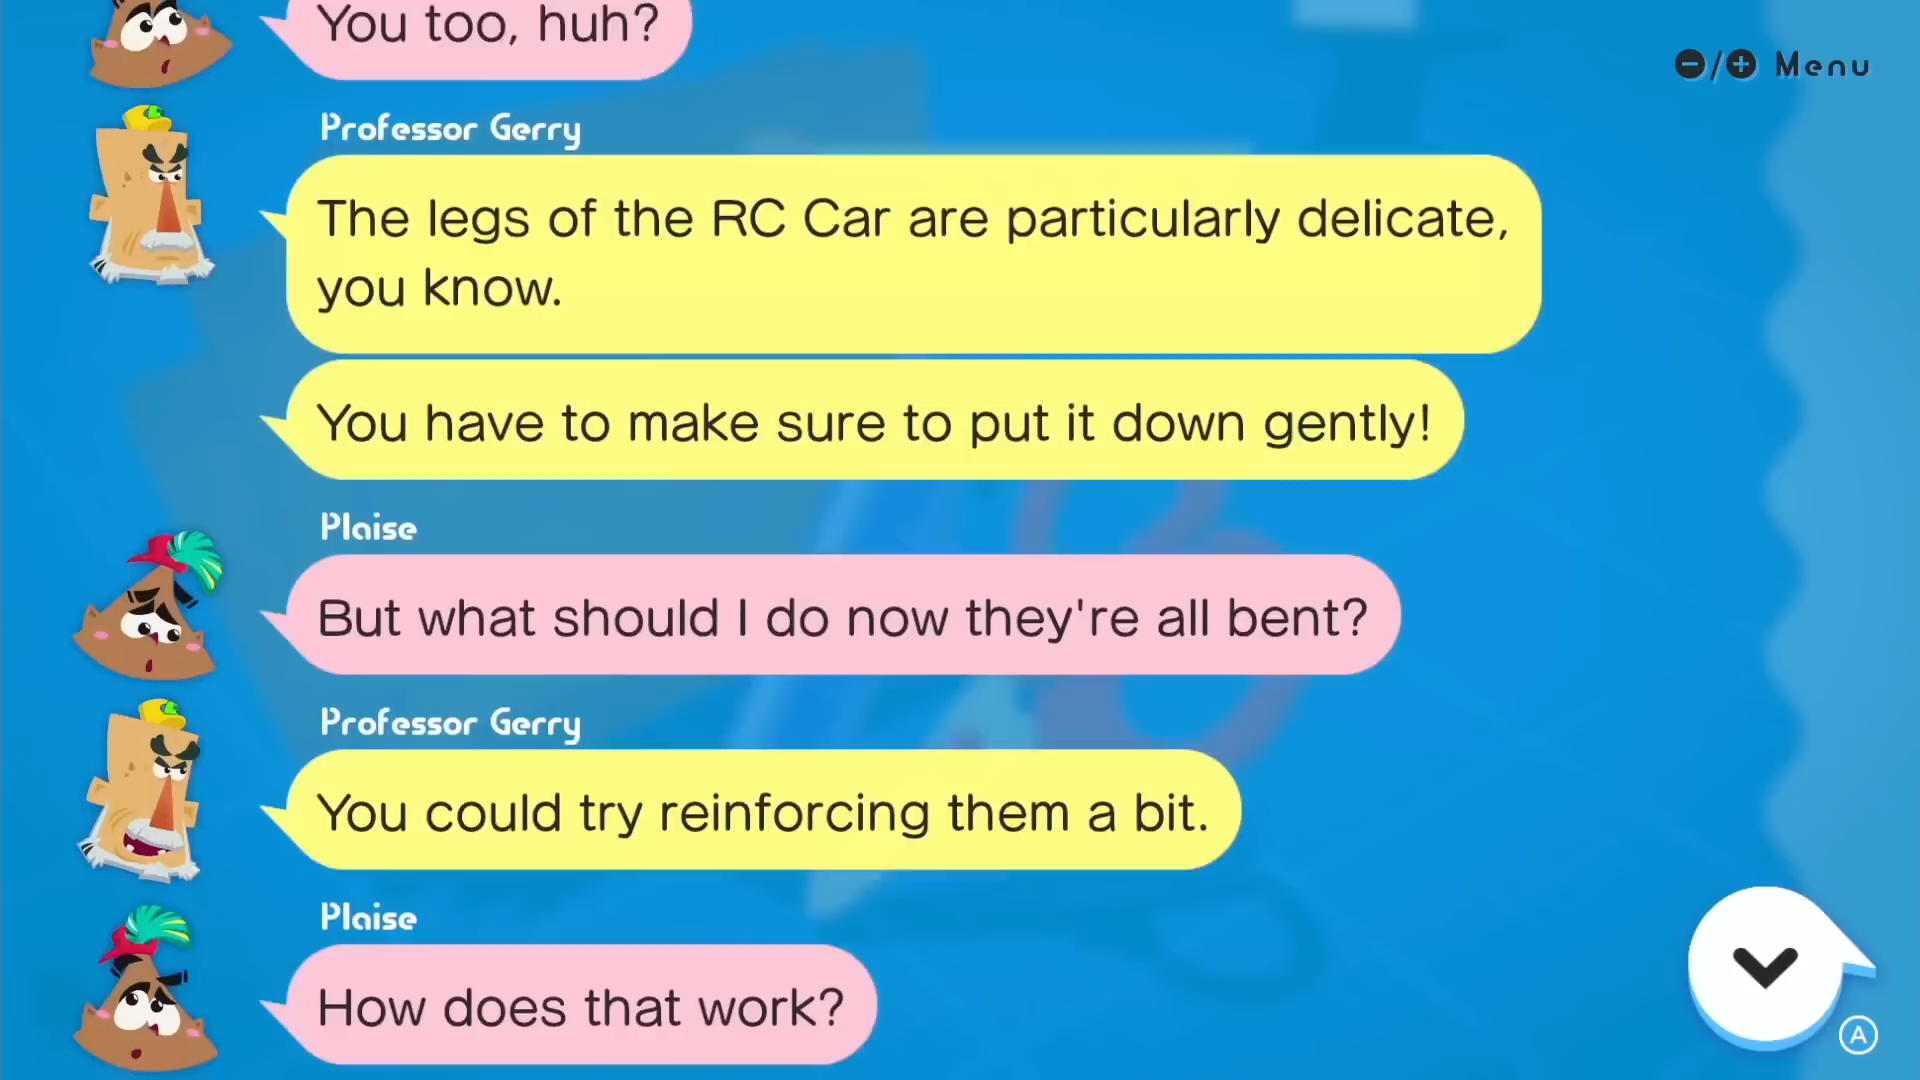 You too, huh?
−/+ Menu
Professor Gerry
The legs of the RC Car are particularly delicate,
you know.
You have to make sure to put it down gently!
Plaise
But what should I do now they're all bent?
Professor Gerry
You could try reinforcing them a bit.
Plaise
How does that work?
A